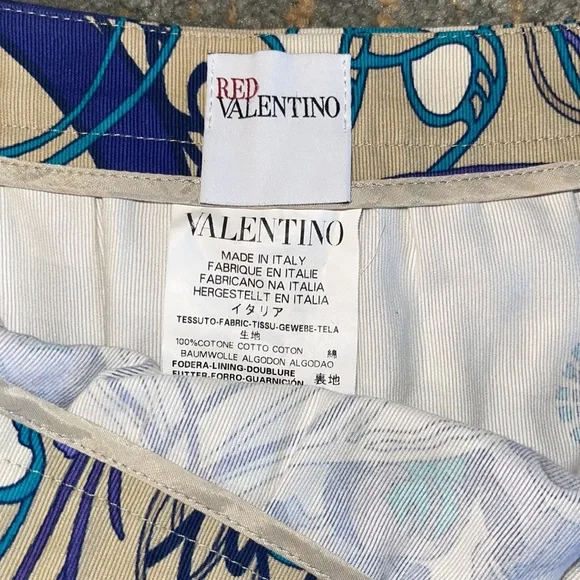 RED
VALENTINO
VALENTINO
MADE IN ITALY
FABRIQUE EN ITALIE
FABRICANO NA ITALIA
HERGESTELLT EN ITALIA
イタリア
TESSUTO-FABRIC-TISSU-GEWEBE-TELA
生地
100%COTONE COTTO COTON 綿
BAUMWOLLE ALGODON ALGODAO
FODERA-LINING-DOUBLURE
FUTTER-FORRO-GUARNICIÓN 裏地